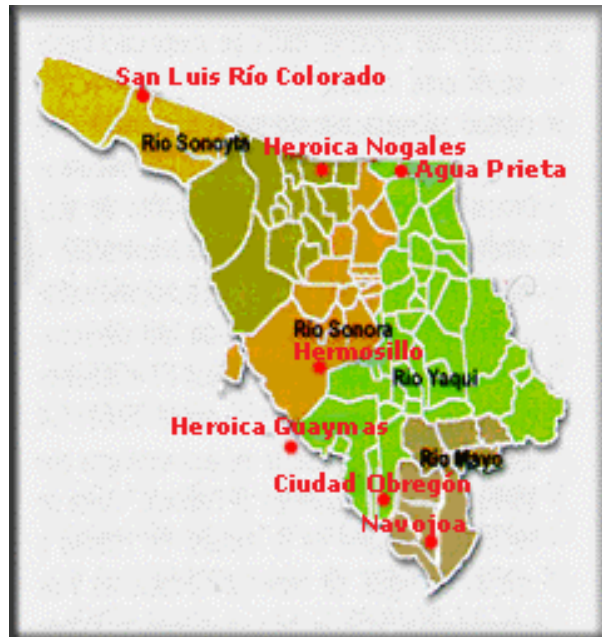 San Luis Río Colorado
Río Sonoyta
Heroica Nogales
Agua Prieta
Río Sonora
Hermosillo
Río Yaqui
Heroica Guaymas
Río Mayo
Ciudad Obregón
Navojoa